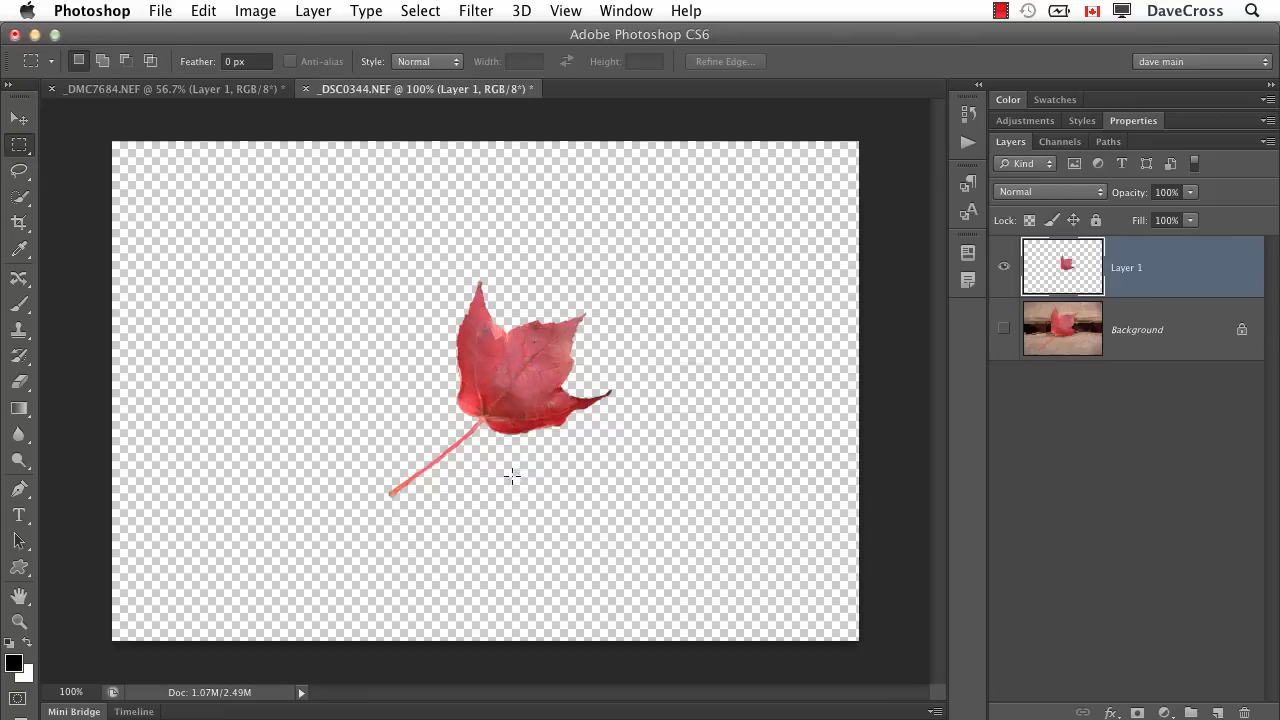 Photoshop File Edit Image Layer Type Select Filter 3D View Window Help DaveCross
Adobe Photoshop CS6
Feather: 0 px Anti-alias Style: Normal Width: Height: Refine Edge... dave main
_DMC7684.NEF @ 56.7% (Layer 1, RGB/8*) * _DSC0344.NEF @ 100% (Layer 1, RGB/8*) *
Color Swatches
Adjustments Styles Properties
Layers Channels Paths
Kind
Normal Opacity: 100%
Lock: Fill: 100%
Layer 1
Background
100% Doc: 1.07M/2.49M
Mini Bridge Timeline